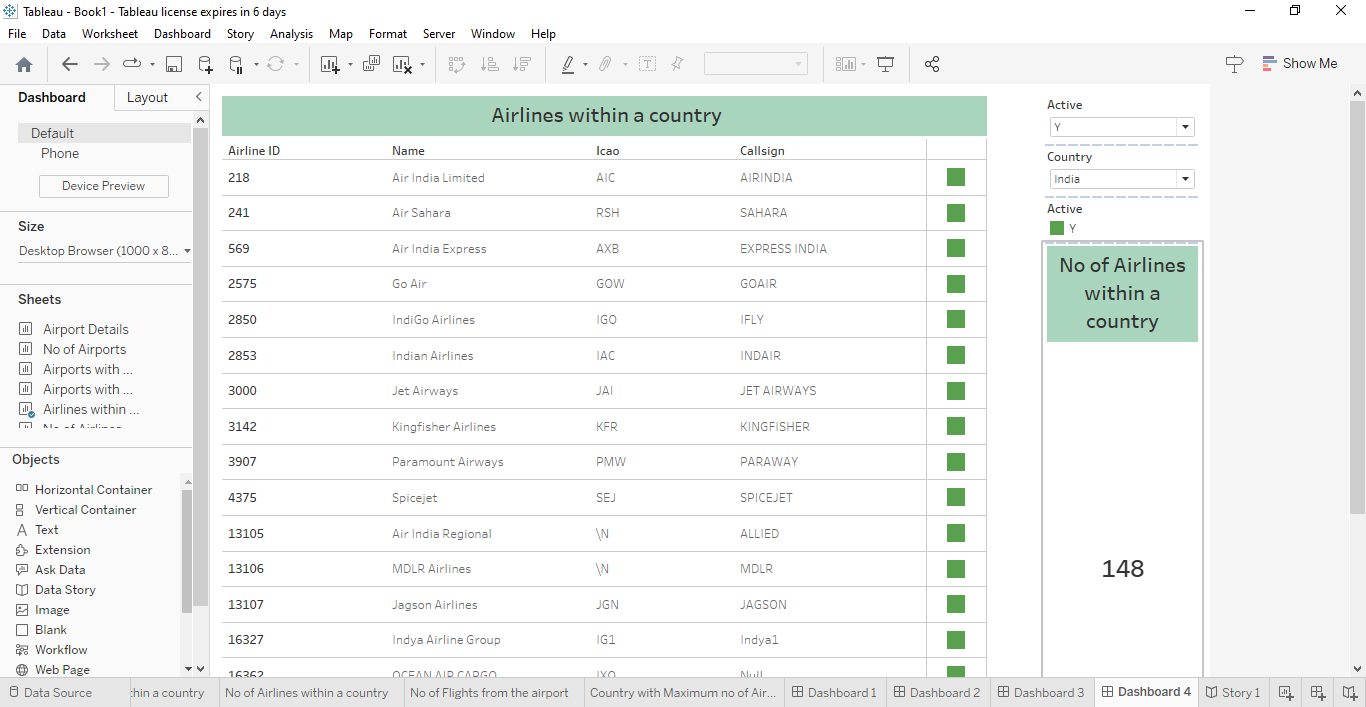 Tableau - Book1 - Tableau license expires in 6 days
File Data Worksheet Dashboard Story Analysis Map Format Server Window Help
Show Me
Dashboard Layout
Default
Phone
Device Preview
Size
Desktop Browser (1000 x 8...
Sheets
Airport Details
No of Airports
Airports with ...
Airports with ...
Airlines within ...
No of Airlines
Objects
Horizontal Container
Vertical Container
Text
Extension
Ask Data
Data Story
Image
Blank
Workflow
Web Page
Airlines within a country
Airline ID Name Icao Callsign
218 Air India Limited AIC AIRINDIA
241 Air Sahara RSH SAHARA
569 Air India Express AXB EXPRESS INDIA
2575 Go Air GOW GOAIR
2850 IndiGo Airlines IGO IFLY
2853 Indian Airlines IAC INDAIR
3000 Jet Airways JAI JET AIRWAYS
3142 Kingfisher Airlines KFR KINGFISHER
3907 Paramount Airways PMW PARAWAY
4375 Spicejet SEJ SPICEJET
13105 Air India Regional \N ALLIED
13106 MDLR Airlines \N MDLR
13107 Jagson Airlines JGN JAGSON
16327 Indya Airline Group IG1 Indya1
16362 OCEAN AIR CARGO IXO Null
Active
Y
Country
India
Active
Y
No of Airlines
within a
country
148
Data Source hin a country No of Airlines within a country No of Flights from the airport Country with Maximum no of Air... Dashboard 1 Dashboard 2 Dashboard 3 Dashboard 4 Story 1